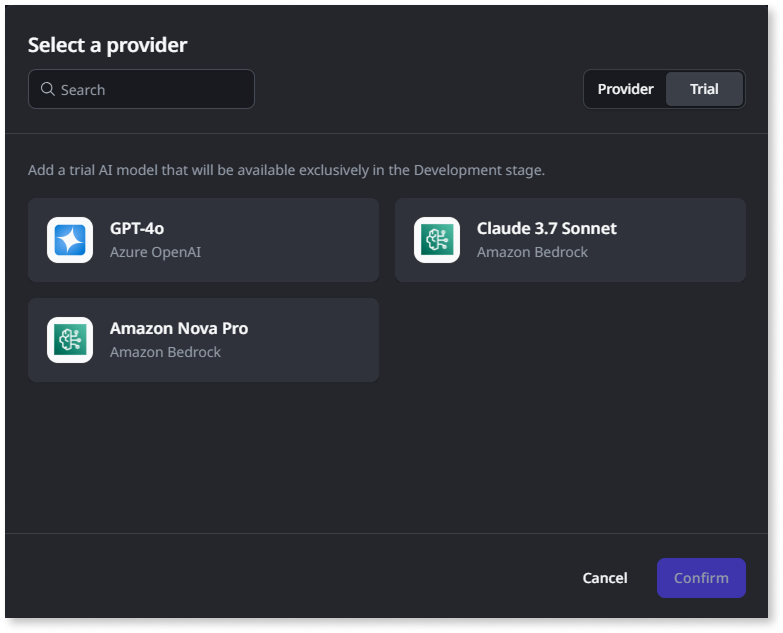 Select a provider
Search
Provider
Trial
Add a trial AI model that will be available exclusively in the Development stage.
GPT-4o
Azure OpenAI
Claude 3.7 Sonnet
Amazon Bedrock
Amazon Nova Pro
Amazon Bedrock
Cancel
Confirm